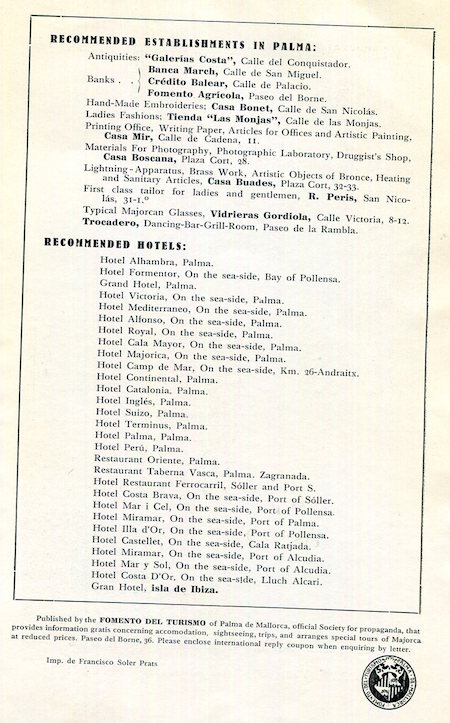 RECOMMENDED ESTABLISHMENTS IN PALMA:
Antiquities: "Galerías Costa", Calle del Conquistador.
Banca March, Calle de San Miguel.
Banks . . Crédito Balear, Calle de Palacio.
Fomento Agrícola, Paseo del Borne.
Hand-Made Embroideries; Casa Bonet, Calle de San Nicolás.
Ladies Fashions; Tienda "Las Monjas", Calle de las Monjas.
Printing Office, Writing Paper, Articles for Offices and Artistic Painting,
Casa Mir, Calle de Cadena, 11.
Materials For Photography, Photographic Laboratory, Druggist's Shop,
Casa Boscana, Plaza Cort, 28.
Lightning-Apparatus, Brass Work, Artistic Objects of Bronce, Heating
and Sanitary Articles, Casa Buades, Plaza Cort, 32-33.
First class tailor for ladies and gentlemen, R. Peris, San Nico-
lás, 31-1.º
Typical Majorcan Glasses, Vidrieras Gordiola, Calle Victoria, 8-12.
Trocadero, Dancing-Bar-Grill-Room, Paseo de la Rambla.
RECOMMENDED HOTELS:
Hotel Alhambra, Palma.
Hotel Formentor, On the sea-side, Bay of Pollensa.
Grand Hotel, Palma.
Hotel Victoria, On the sea-side, Palma.
Hotel Mediterraneo, On the sea-side, Palma.
Hotel Alfonso, On the sea-side, Palma.
Hotel Royal, On the sea-side, Palma.
Hotel Cala Mayor, On the sea-side, Palma.
Hotel Majorica, On the sea-side, Palma.
Hotel Camp de Mar, On the sea-side, Km. 26-Andraitx.
Hotel Continental, Palma.
Hotel Catalonia, Palma.
Hotel Inglés, Palma.
Hotel Suizo, Palma.
Hotel Terminus, Palma.
Hotel Palma, Palma.
Hotel Perú, Palma.
Restaurant Oriente, Palma.
Restaurant Taberna Vasca, Palma. Zagranada.
Hotel Restaurant Ferrocarril, Sóller and Port S.
Hotel Costa Brava, On the sea-side, Port of Sóller.
Hotel Mar i Cel, On the sea-side, Port of Pollensa.
Hotel Miramar, On the sea-side, Port of Palma.
Hotel Illa d'Or, On the sea-side, Port of Pollensa.
Hotel Castellet, On the sea-side, Cala Ratjada.
Hotel Miramar, On the sea-side, Port of Alcudia.
Hotel Mar y Sol, On the sea-side, Port of Alcudia.
Hotel Costa D'Or, On the sea-side, Lluch Alcari.
Gran Hotel, isla de Ibiza.
Published by the FOMENTO DEL TURISMO of Palma de Mallorca, official Society for propaganda, that
provides information gratis concerning accomodation, sightseeing, trips, and arranges special tours of Majorca
at reduced prices. Paseo del Borne, 36. Please enclose international reply coupon when enquiring by letter.
Imp. de Francisco Soler Prats